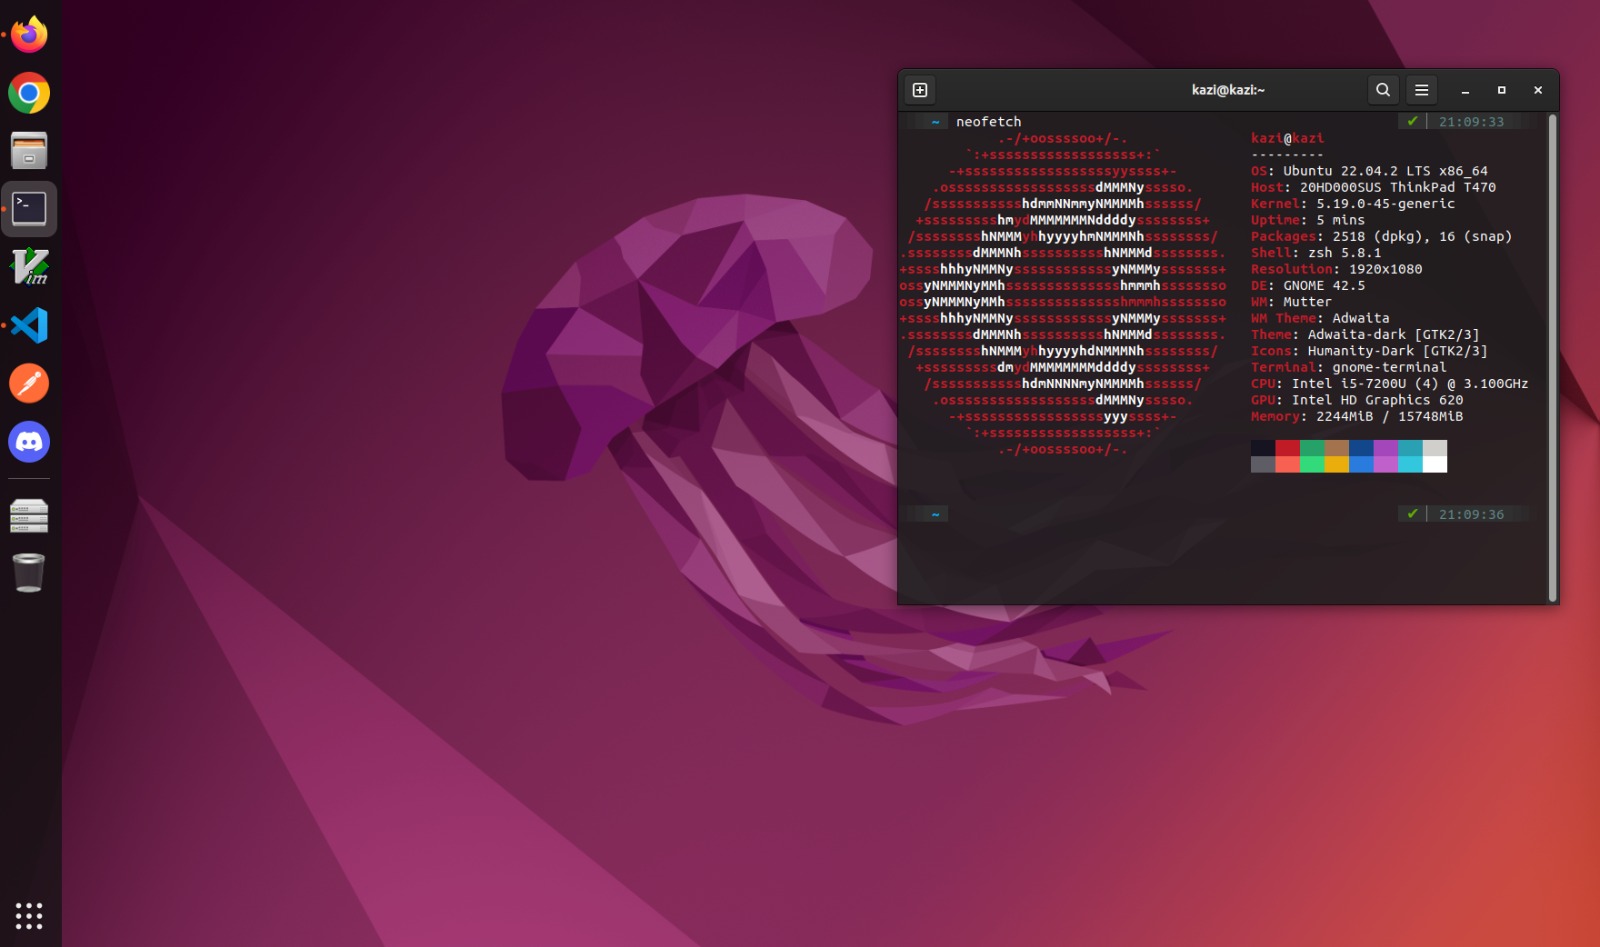 kazi@kazi:~
~ neofetch ✔ 21:09:33
.-/+oossssoo+/-. kazi@kazi
`:+ssssssssssssssssss+:` ---------
-+ssssssssssssssssssyyssss+- OS: Ubuntu 22.04.2 LTS x86_64
.ossssssssssssssssssdMMMNysssso. Host: 20HD000SUS ThinkPad T470
/ssssssssssshdmmNNmmyNMMMMhssssss/ Kernel: 5.19.0-45-generic
+ssssssssshmydMMMMMMMNddddyssssssss+ Uptime: 5 mins
/sssssssshNMMMyhhyyyyhmNMMMNhssssssss/ Packages: 2518 (dpkg), 16 (snap)
.ssssssssdMMMNhsssssssssshNMMMdssssssss. Shell: zsh 5.8.1
+sssshhhyNMMNyssssssssssssyNMMMysssssss+ Resolution: 1920x1080
ossyNMMMNyMMhsssssssssssssshmmmhssssssso DE: GNOME 42.5
ossyNMMMNyMMhsssssssssssssshmmmhssssssso WM: Mutter
+sssshhhyNMMNyssssssssssssyNMMMysssssss+ WM Theme: Adwaita
.ssssssssdMMMNhsssssssssshNMMMdssssssss. Theme: Adwaita-dark [GTK2/3]
/sssssssshNMMMyhhyyyyhdNMMMNhssssssss/ Icons: Humanity-Dark [GTK2/3]
+sssssssssdmydMMMMMMMMddddyssssssss+ Terminal: gnome-terminal
/ssssssssssshdmNNNNmyNMMMMhssssss/ CPU: Intel i5-7200U (4) @ 3.100GHz
.ossssssssssssssssssdMMMNysssso. GPU: Intel HD Graphics 620
-+sssssssssssssssssyyyssss+- Memory: 2244MiB / 15748MiB
`:+ssssssssssssssssss+:`
.-/+oossssoo+/-.
~ ✔ 21:09:36